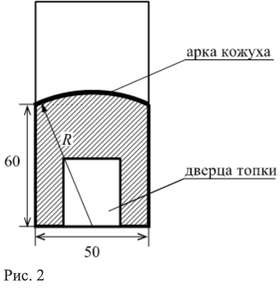 арка кожуха
R
60
дверца топки
50
Рис. 2